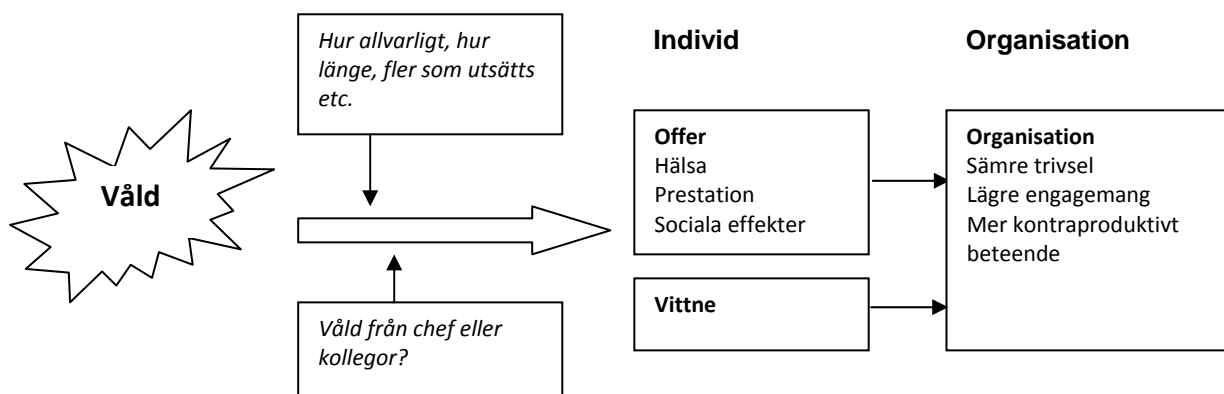 Hur allvarligt, hur
länge, fler som utsätts
etc.
Individ
Organisation
Våld
Offer
Hälsa
Prestation
Sociala effekter
Organisation
Sämre trivsel
Lägre engagemang
Mer kontraproduktivt
beteende
Våld från chef eller
kollegor?
Vittne